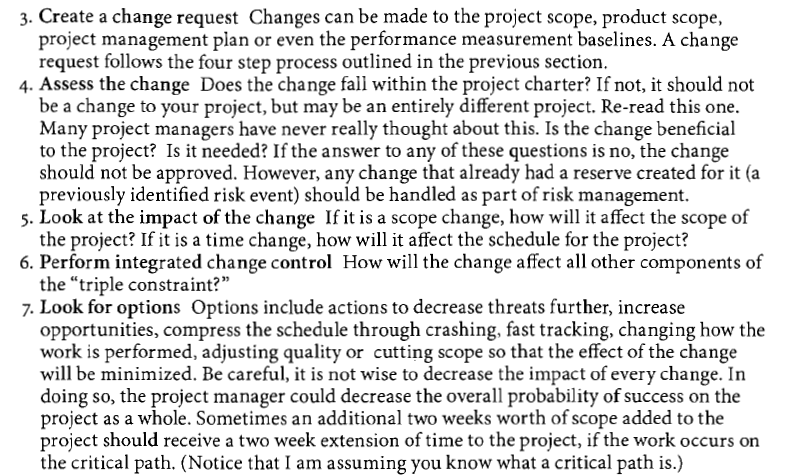 3. Create a change request Changes can be made to the project scope, product scope,
project management plan or even the performance measurement baselines. A change
request follows the four step process outlined in the previous section.
4. Assess the change Does the change fall within the project charter? If not, it should not
be a change to your project, but may be an entirely different project. Re-read this one.
Many project managers have never really thought about this. Is the change beneficial
to the project? Is it needed? If the answer to any of these questions is no, the change
should not be approved. However, any change that already had a reserve created for it (a
previously identified risk event) should be handled as part of risk management.
5. Look at the impact of the change If it is a scope change, how will it affect the scope of
the project? If it is a time change, how will it affect the schedule for the project?
6. Perform integrated change control How will the change affect all other components of
the “triple constraint?”
7. Look for options Options include actions to decrease threats further, increase
opportunities, compress the schedule through crashing, fast tracking, changing how the
work is performed, adjusting quality or cutting scope so that the effect of the change
will be minimized. Be careful, it is not wise to decrease the impact of every change. In
doing so, the project manager could decrease the overall probability of success on the
project as a whole. Sometimes an additional two weeks worth of scope added to the
project should receive a two week extension of time to the project, if the work occurs on
the critical path. (Notice that I am assuming you know what a critical path is.)